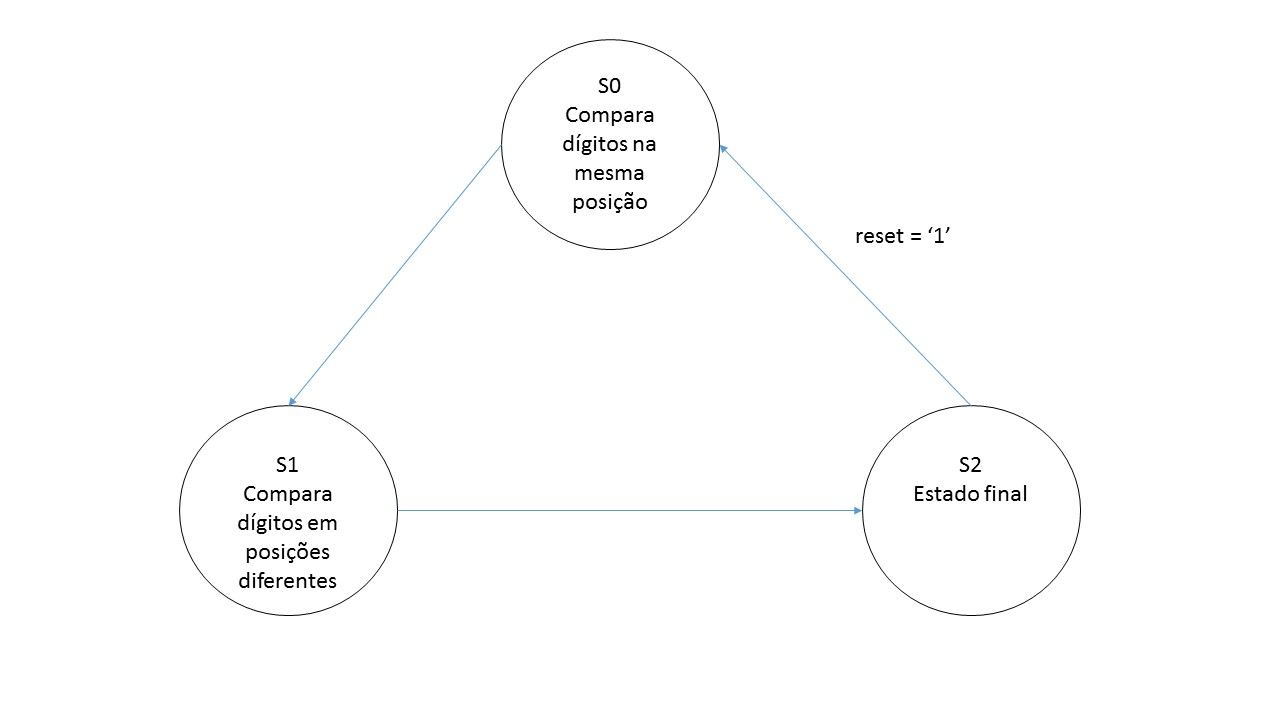 S0
Compara
dígitos na
mesma
posição
reset = ‘1’
S1
Compara
dígitos em
posições
diferentes
S2
Estado final